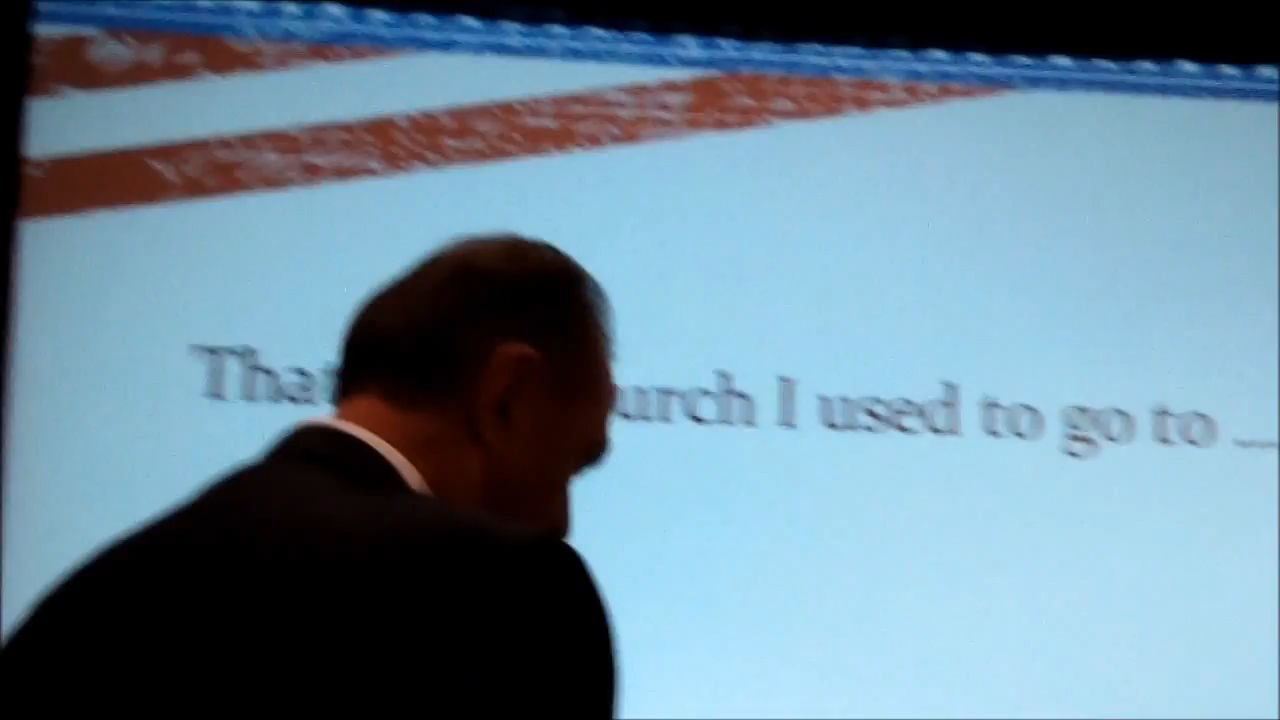 That urch I used to go to ...